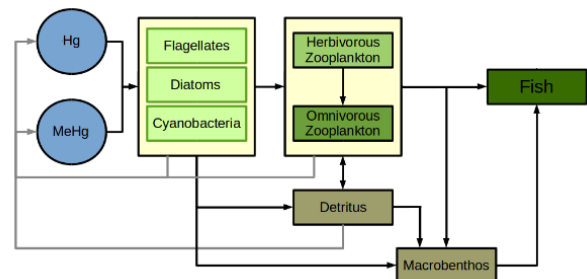 Hg
MeHg
Flagellates
Diatoms
Cyanobacteria
Herbivorous
Zooplankton
Omnivorous
Zooplankton
Fish
Detritus
Macrobenthos